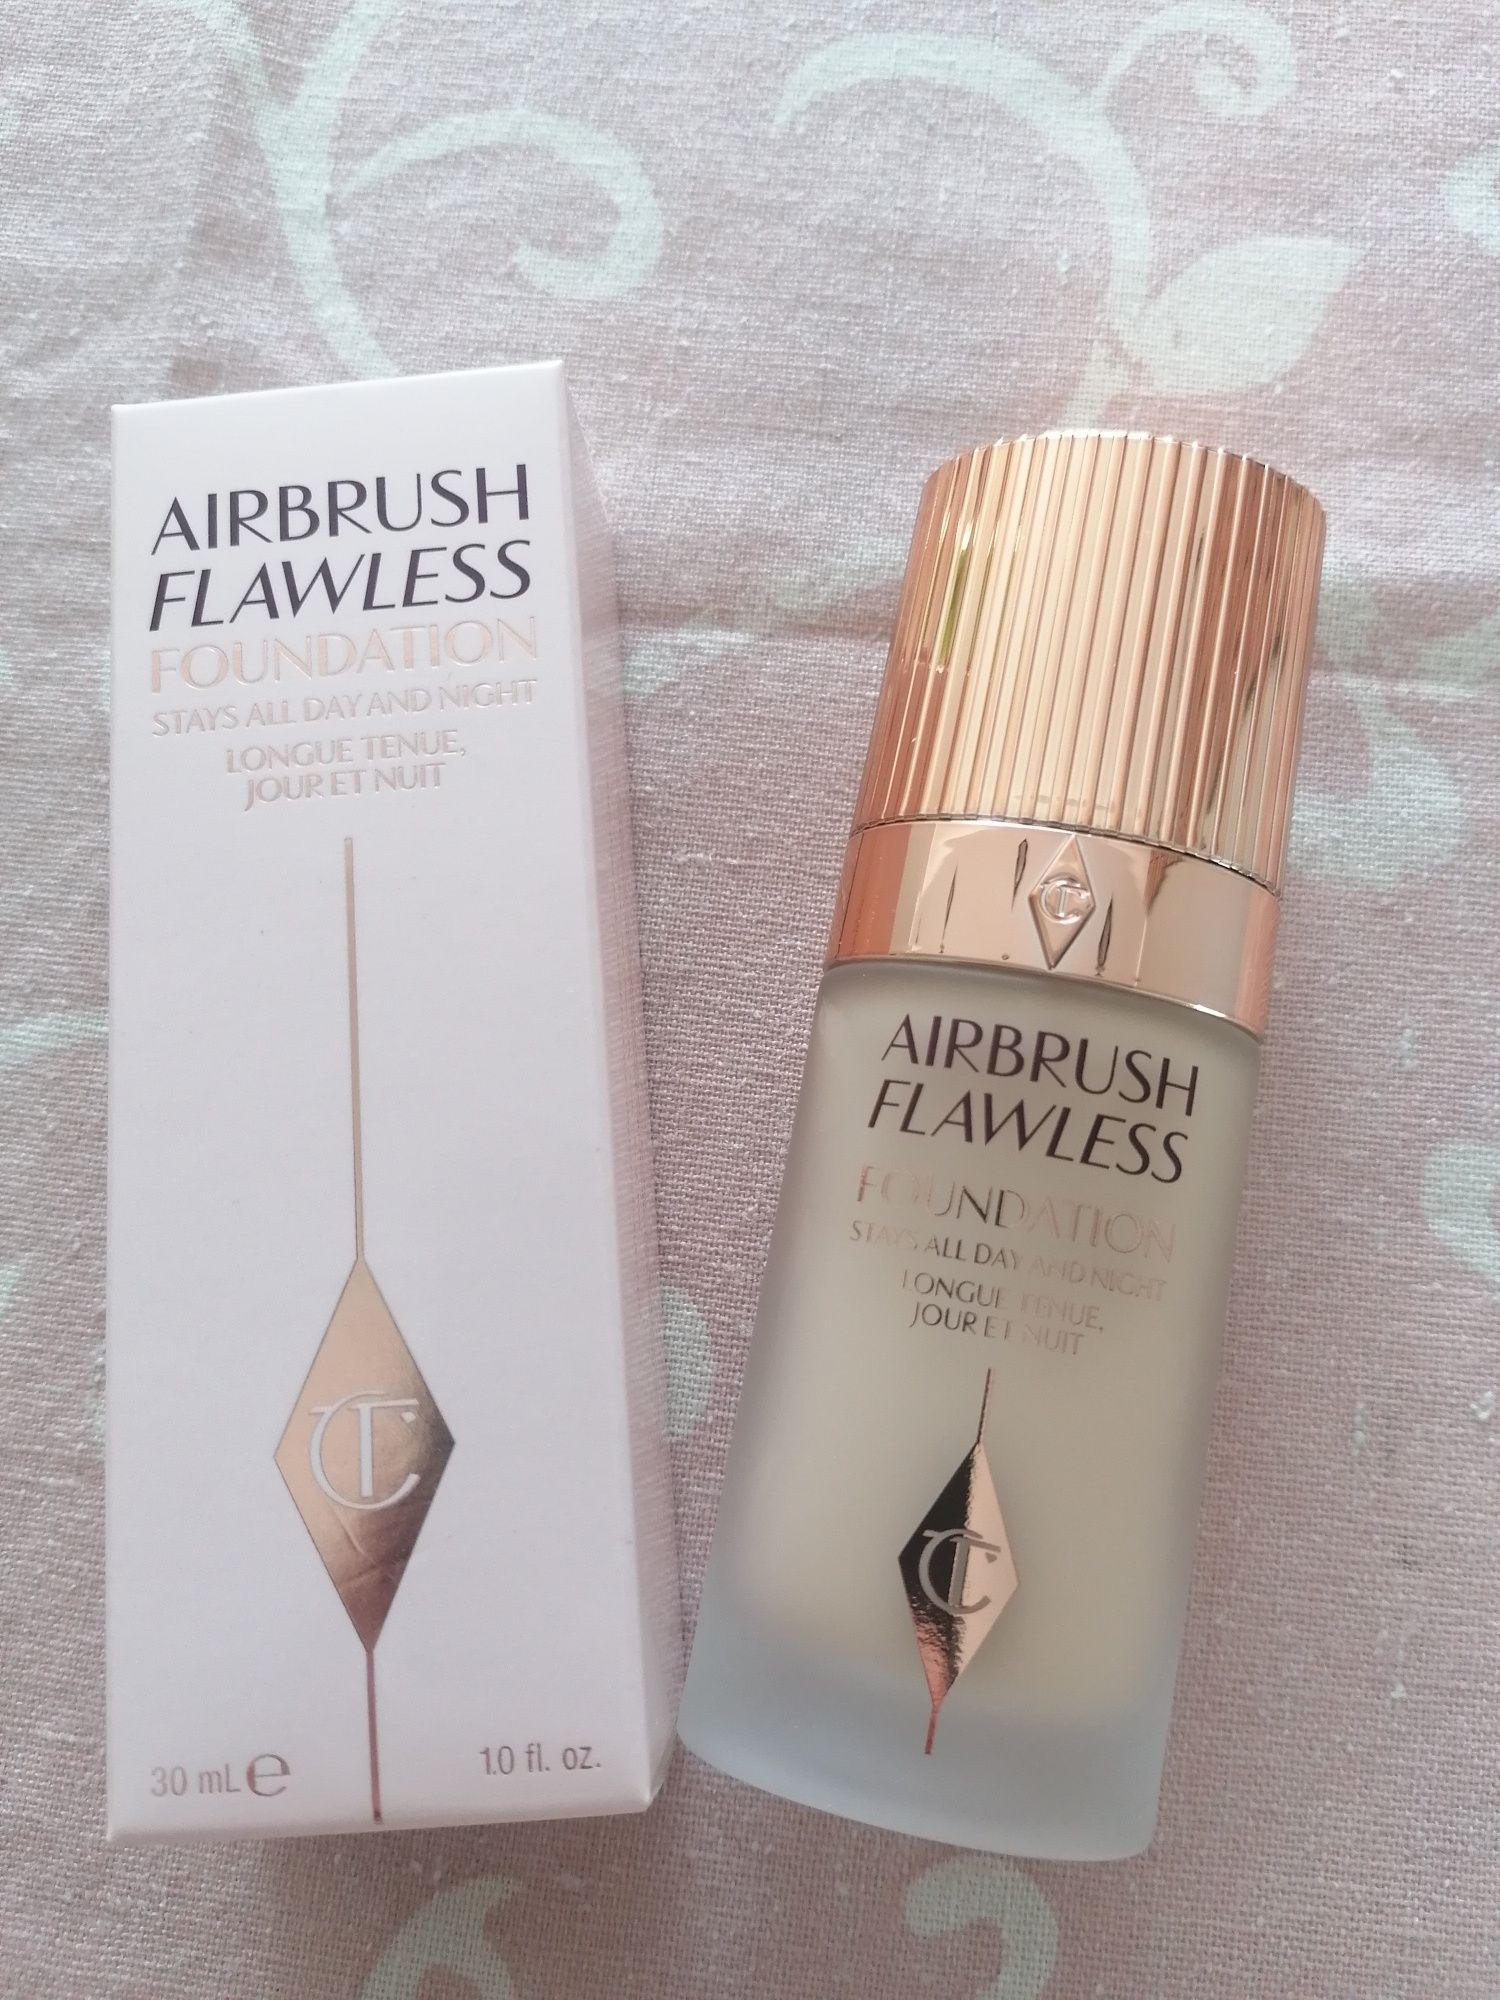 AIRBRUSH
FLAWLESS
FOUNDATION
STAYS ALL DAY AND NIGHT
LONGUE TENUE,
JOUR ET NUIT
CT
30 mL e
1.0 fl. oz.
CT
AIRBRUSH
FLAWLESS
FOUNDATION
STAYS ALL DAY AND NIGHT
LONGUE TENUE,
JOUR ET NUIT
CT